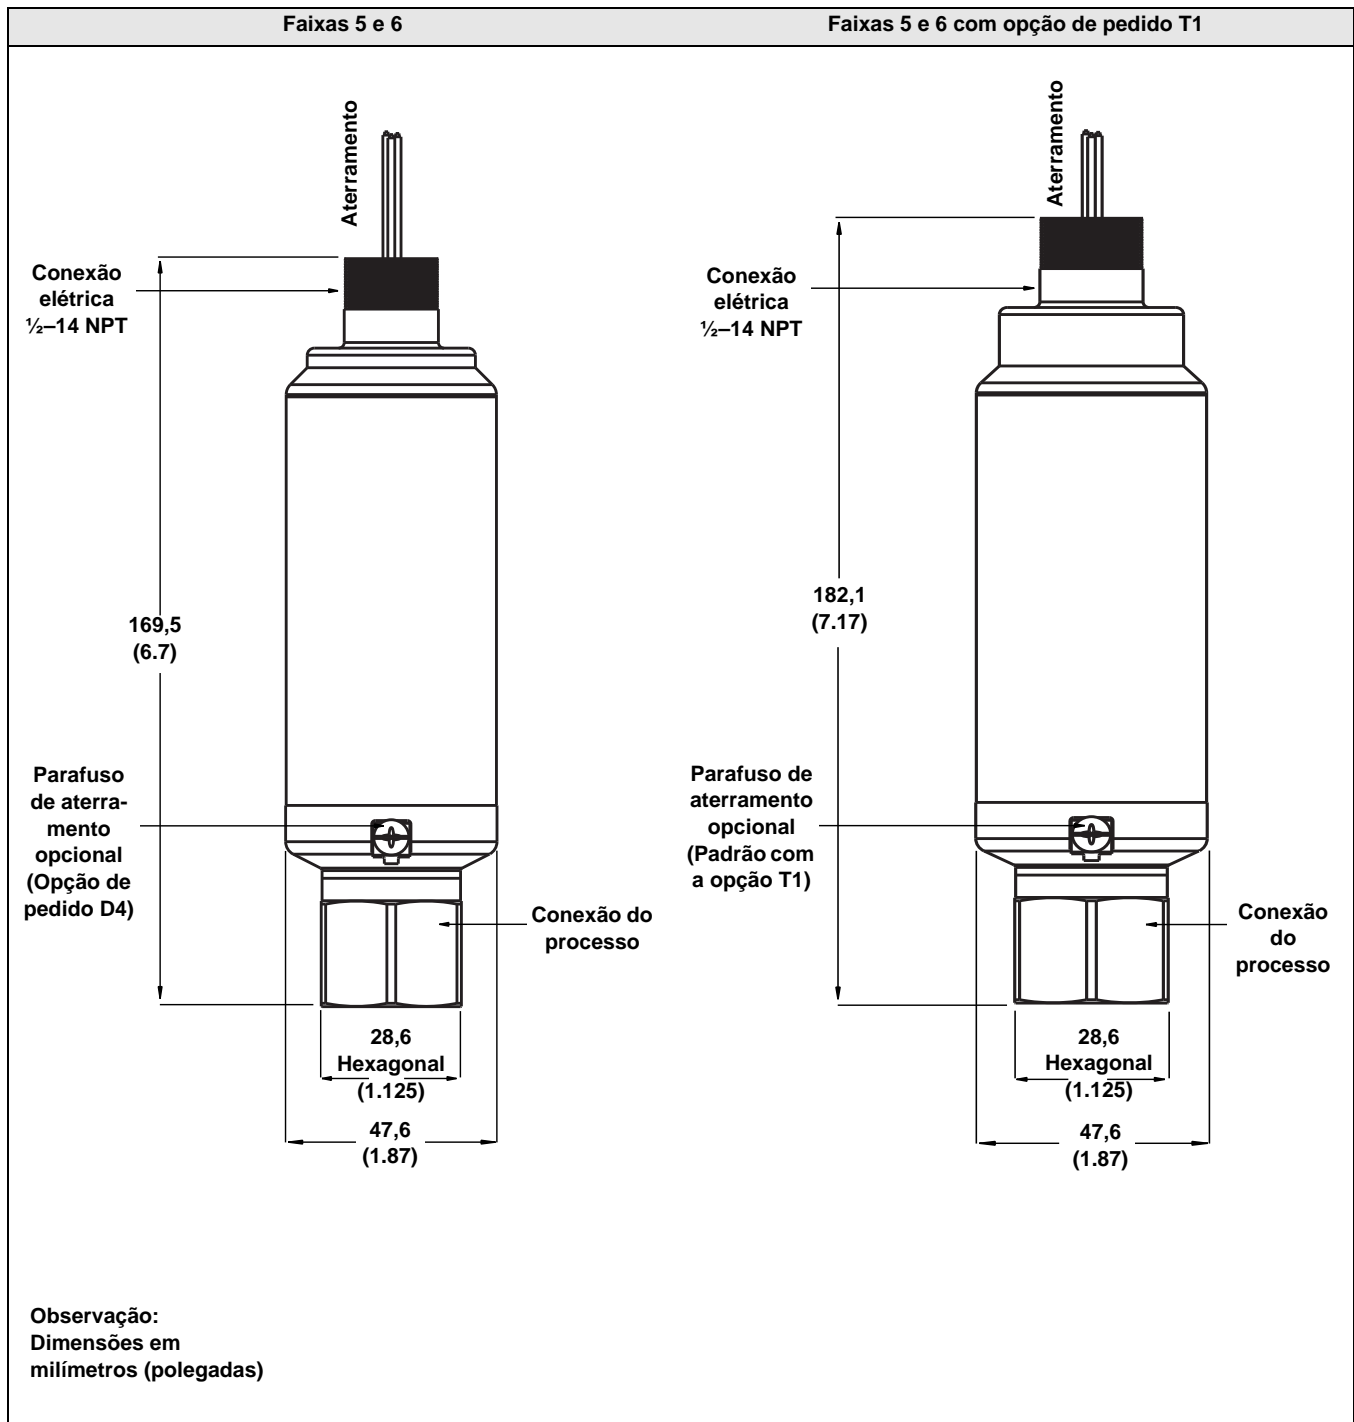 Faixas 5 e 6
Faixas 5 e 6 com opção de pedido T1
Aterramento
Conexão
elétrica
½–14 NPT
169,5
(6.7)
Parafuso
de aterra-
mento
opcional
(Opção de
pedido D4)
Conexão do
processo
28,6
Hexagonal
(1.125)
47,6
(1.87)
Aterramento
Conexão
elétrica
½–14 NPT
182,1
(7.17)
Parafuso de
aterramento
opcional
(Padrão com
a opção T1)
Conexão
do
processo
28,6
Hexagonal
(1.125)
47,6
(1.87)
Observação:
Dimensões em
milímetros (polegadas)